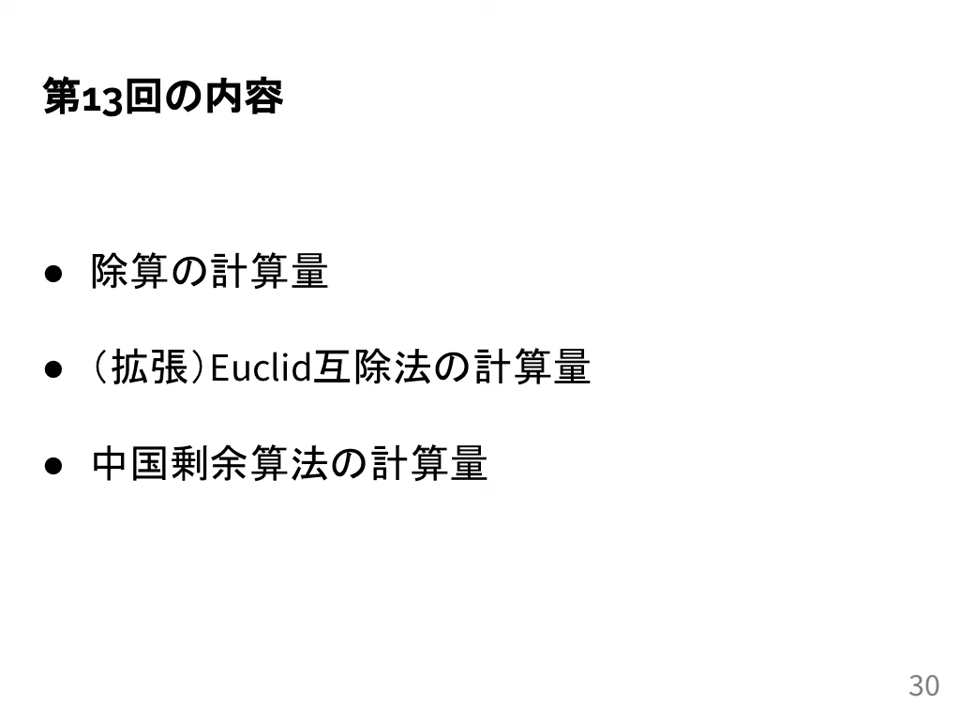 第13回の内容
● 除算の計算量
● （拡張）Euclid互除法の計算量
● 中国剰余算法の計算量
30